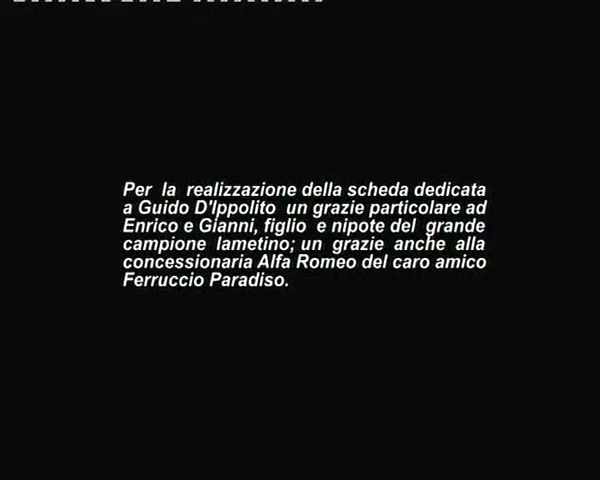 Per la realizzazione della scheda dedicata
a Guido D'Ippolito un grazie particolare ad
Enrico e Gianni, figlio e nipote del grande
campione lametino; un grazie anche alla
concessionaria Alfa Romeo del caro amico
Ferruccio Paradiso.